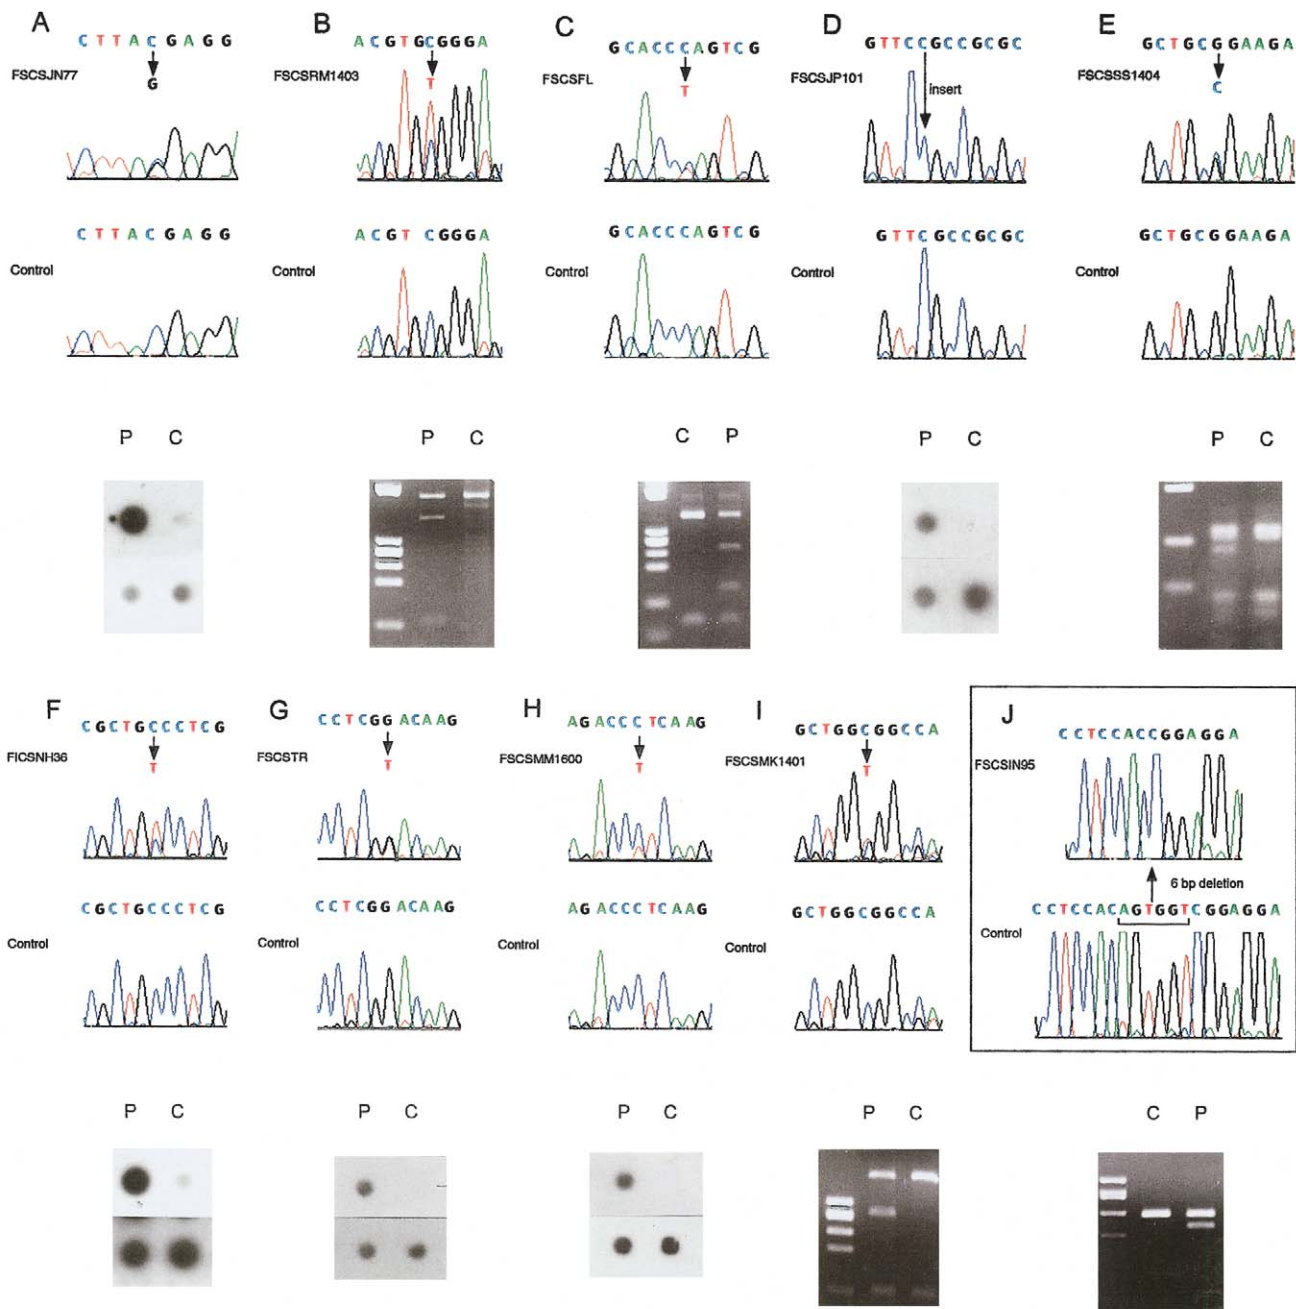 A
C T T A C G A G G
FSCSJN77
G
C T T A C G A G G
Control
P C
B
A C G T G C G G G A
FSCSRM1403
T
A C G T C G G G A
Control
P C
C
G C A C C C A G T C G
FSCSFL
T
G C A C C C A G T C G
Control
C P
D
G T T C C G C C G C G C
FSCSJP101
insert
G T T C G C C G C G C
Control
P C
E
G C T G C G G A A G A
FSCSSS1404
C
G C T G C G G A A G A
Control
P C
F
C G C T G C C C T C G
FICSNH36
T
C G C T G C C C T C G
Control
P C
G
C C T C G G A C A A G
FSCSTR
T
C C T C G G A C A A G
Control
P C
H
A G A C C C T C A A G
FSCSMM1600
T
A G A C C C T C A A G
Control
P C
I
G C T G G C G G C C A
FSCSMK1401
T
G C T G G C G G C C A
Control
P C
J
C C T C C A C C G G A G G A
FSCSIN95
6 bp deletion
C C T C C A C A G T G G T C G G A G G A
Control
C P